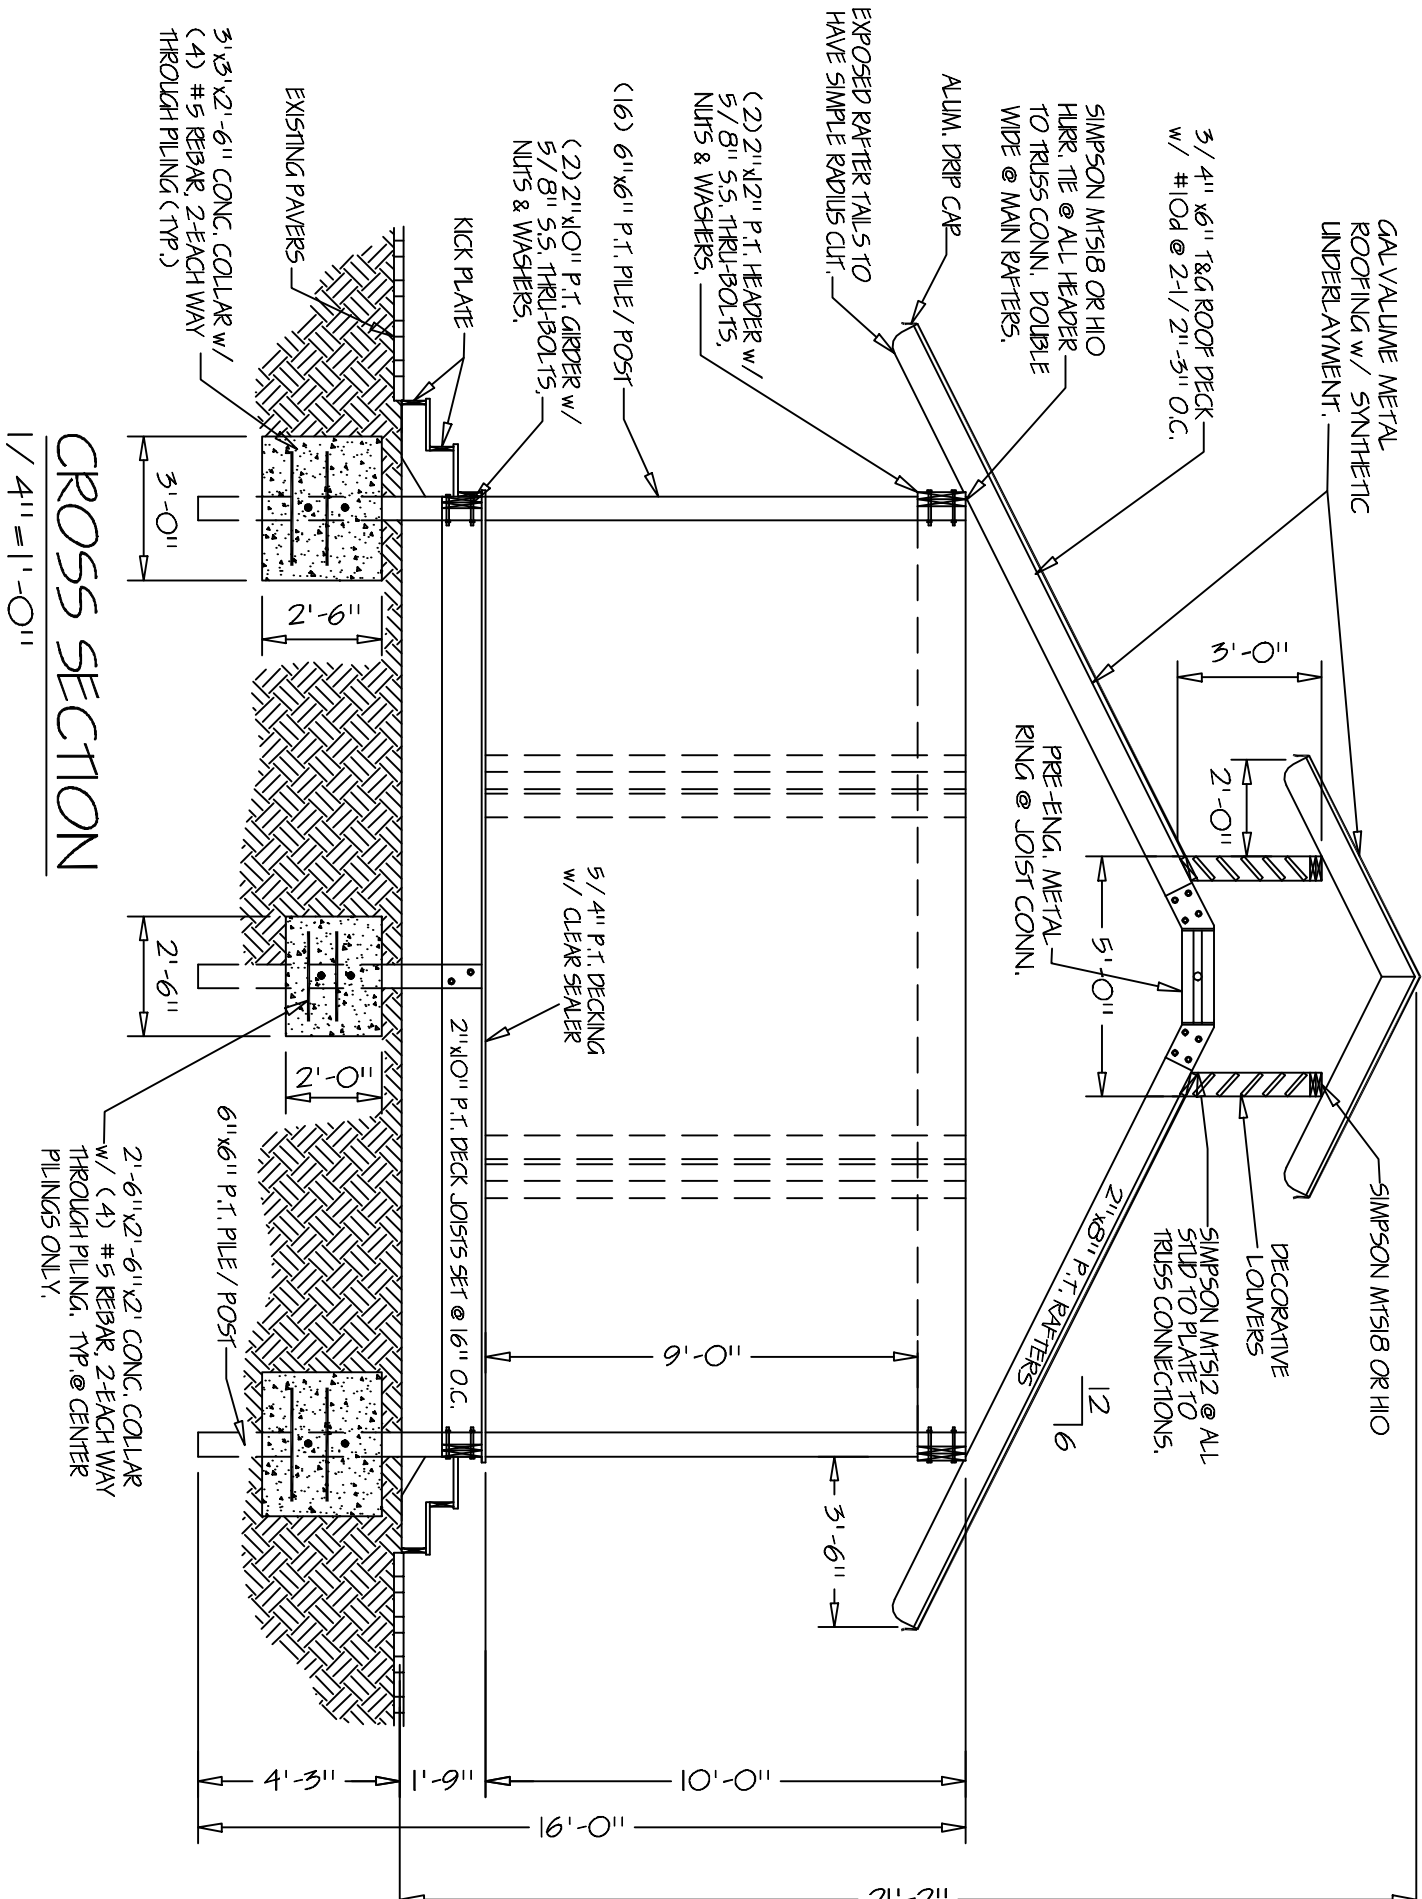 GALVALUME METAL
ROOFING w/ SYNTHETIC
UNDERLAYMENT.
3/4"x6" T&G ROOF DECK
w/ #10d @ 2-1/2"-3" O.C.
SIMPSON MTS18 OR H10
HURR. TIE @ ALL HEADER
TO TRUSS CONN. DOUBLE
WIDE @ MAIN RAFTERS.
ALUM. DRIP CAP
EXPOSED RAFTER TAILS TO
HAVE SIMPLE RADIUS CUT.
(2) 2"x12" P.T. HEADER w/
5/8" S.S. THRU-BOLTS,
NUTS & WASHERS.
(16) 6"x6" P.T. PILE/POST
(2) 2"x10" P.T. GIRDER w/
5/8" S.S. THRU-BOLTS,
NUTS & WASHERS.
KICK PLATE
EXISTING PAVERS
3'x3'x2'-6" CONC. COLLAR w/
(4) #5 REBAR, 2-EACH WAY
THROUGH PILING (TYP.)
3'-0"
2'-0"
5'-0"
PRE-ENG. METAL
RING @ JOIST CONN.
SIMPSON MTS18 OR H10
DECORATIVE
LOUVERS
SIMPSON MTS12 @ ALL
STUD TO PLATE TO
TRUSS CONNECTIONS.
2"x8" P.T. RAFTERS
12
6
9'-0"
3'-6"
5/4" P.T. DECKING
w/ CLEAR SEALER
2"x10" P.T. DECK JOISTS SET @ 16" O.C.
3'-0"
2'-6"
2'-6"
2'-0"
6"x6" P.T. PILE/POST
2'-6"x2'-6"x2' CONC. COLLAR
w/ (4) #5 REBAR, 2-EACH WAY
THROUGH PILING. TYP. @ CENTER
PILINGS ONLY.
10'-0"
1'-9"
4'-3"
16'-0"
CROSS SECTION
1/4"=1'-0"